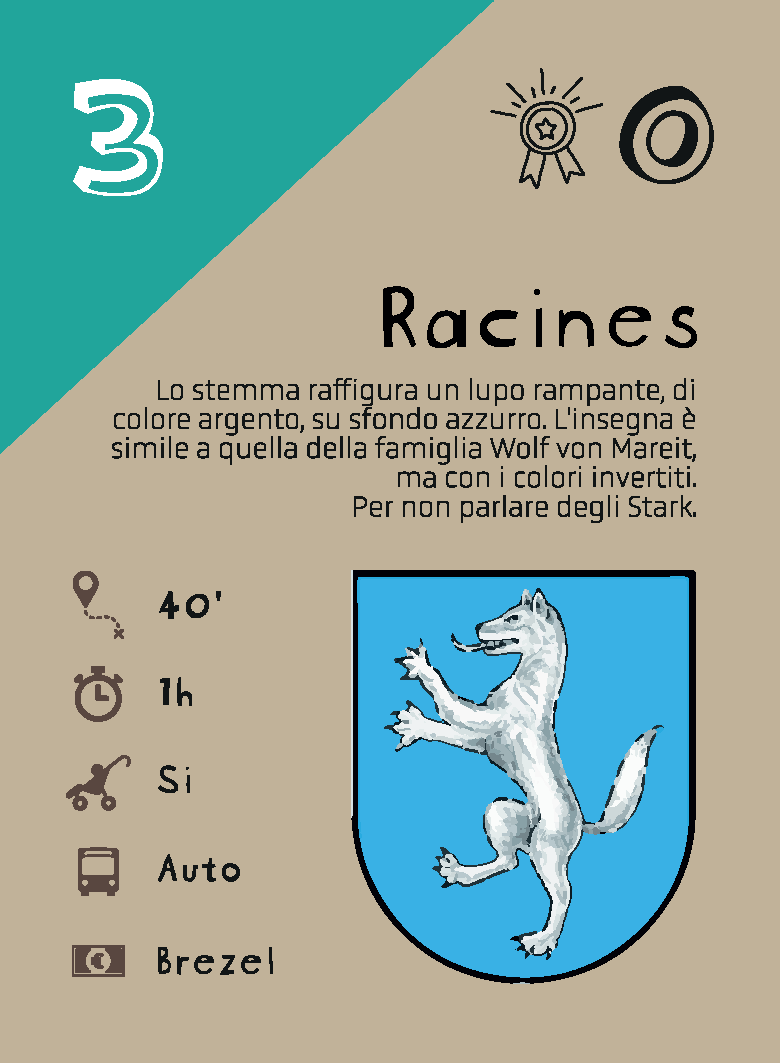 3
0
Racines
Lo stemma raffigura un lupo rampante, di
colore argento, su sfondo azzurro. L'insegna è
simile a quella della famiglia Wolf von Mareit,
ma con i colori invertiti.
Per non parlare degli Stark.
40'
1h
Si
Auto
Brezel